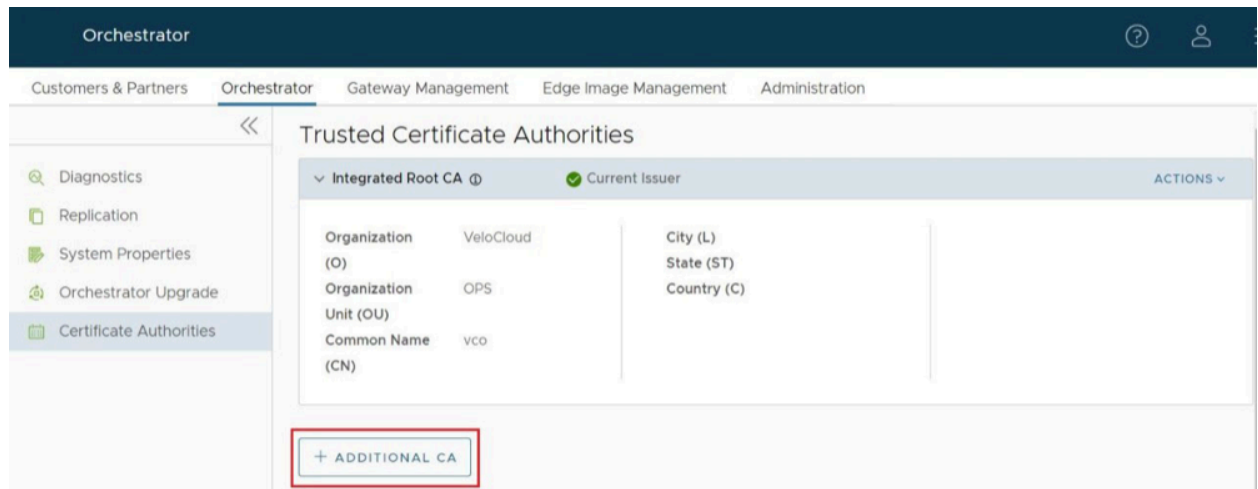 Orchestrator
Customers & Partners Orchestrator Gateway Management Edge Image Management Administration
Diagnostics
Replication
System Properties
Orchestrator Upgrade
Certificate Authorities
Trusted Certificate Authorities
Integrated Root CA Current Issuer ACTIONS
Organization VeloCloud
(O)
Organization OPS
Unit (OU)
Common Name vco
(CN)
City (L)
State (ST)
Country (C)
+ ADDITIONAL CA